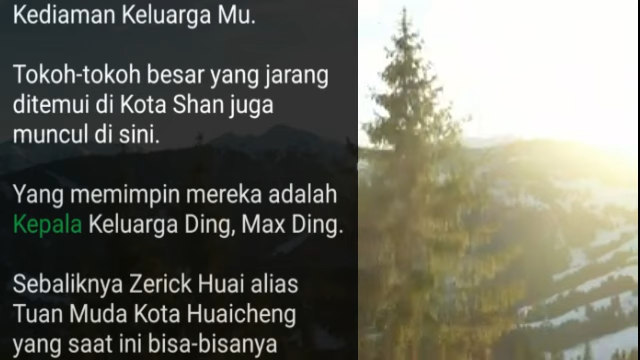 Kediaman Keluarga Mu.
Tokoh-tokoh besar yang jarang
ditemui di Kota Shan juga
muncul di sini.
Yang memimpin mereka adalah
Kepala Keluarga Ding, Max Ding.
Sebaliknya Zerick Huai alias
Tuan Muda Kota Huaicheng
yang saat ini bisa-bisanya